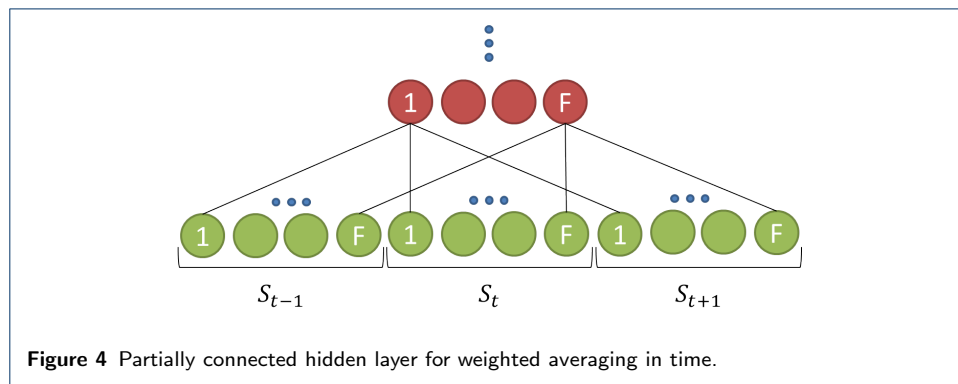 1 F
1 F 1 F 1 F
S_{t-1} S_t S_{t+1}
Figure 4 Partially connected hidden layer for weighted averaging in time.